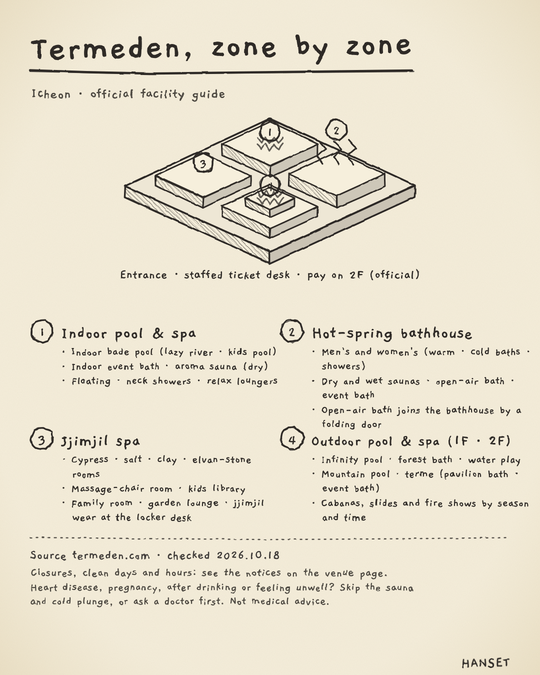 Termeden, zone by zone
Icheon · official facility guide
1
2
3
Entrance · staffed ticket desk · pay on 2F (official)
1 Indoor pool & spa
· Indoor bade pool (lazy river · kids pool)
· Indoor event bath · aroma sauna (dry)
· Floating · neck showers · relax loungers
2 Hot-spring bathhouse
· Men's and women's (warm · cold baths ·
showers)
· Dry and wet saunas · open-air bath ·
event bath
· Open-air bath joins the bathhouse by a
folding door
3 Jjimjil spa
· Cypress · salt · clay · elvan-stone
rooms
· Massage-chair room · kids library
· Family room · garden lounge · jjimjil
wear at the locker desk
4 Outdoor pool & spa (1F · 2F)
· Infinity pool · forest bath · water play
· Mountain pool · terme (pavilion bath ·
event bath)
· Cabanas, slides and fire shows by season
and time
Source termeden.com · checked 2026.10.18
Closures, clean days and hours: see the notices on the venue page.
Heart disease, pregnancy, after drinking or feeling unwell? Skip the sauna
and cold plunge, or ask a doctor first. Not medical advice.
HANSET